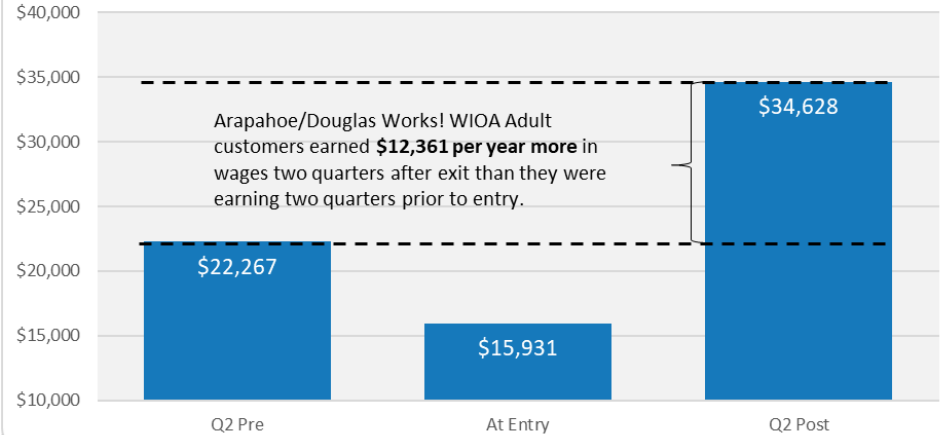 $40,000
$35,000
$34,628
Arapahoe/Douglas Works! WIOA Adult
customers earned $12,361 per year more in
wages two quarters after exit than they were
earning two quarters prior to entry.
$30,000
$25,000
$22,267
$20,000
$15,931
$15,000
$10,000
Q2 Pre
At Entry
Q2 Post